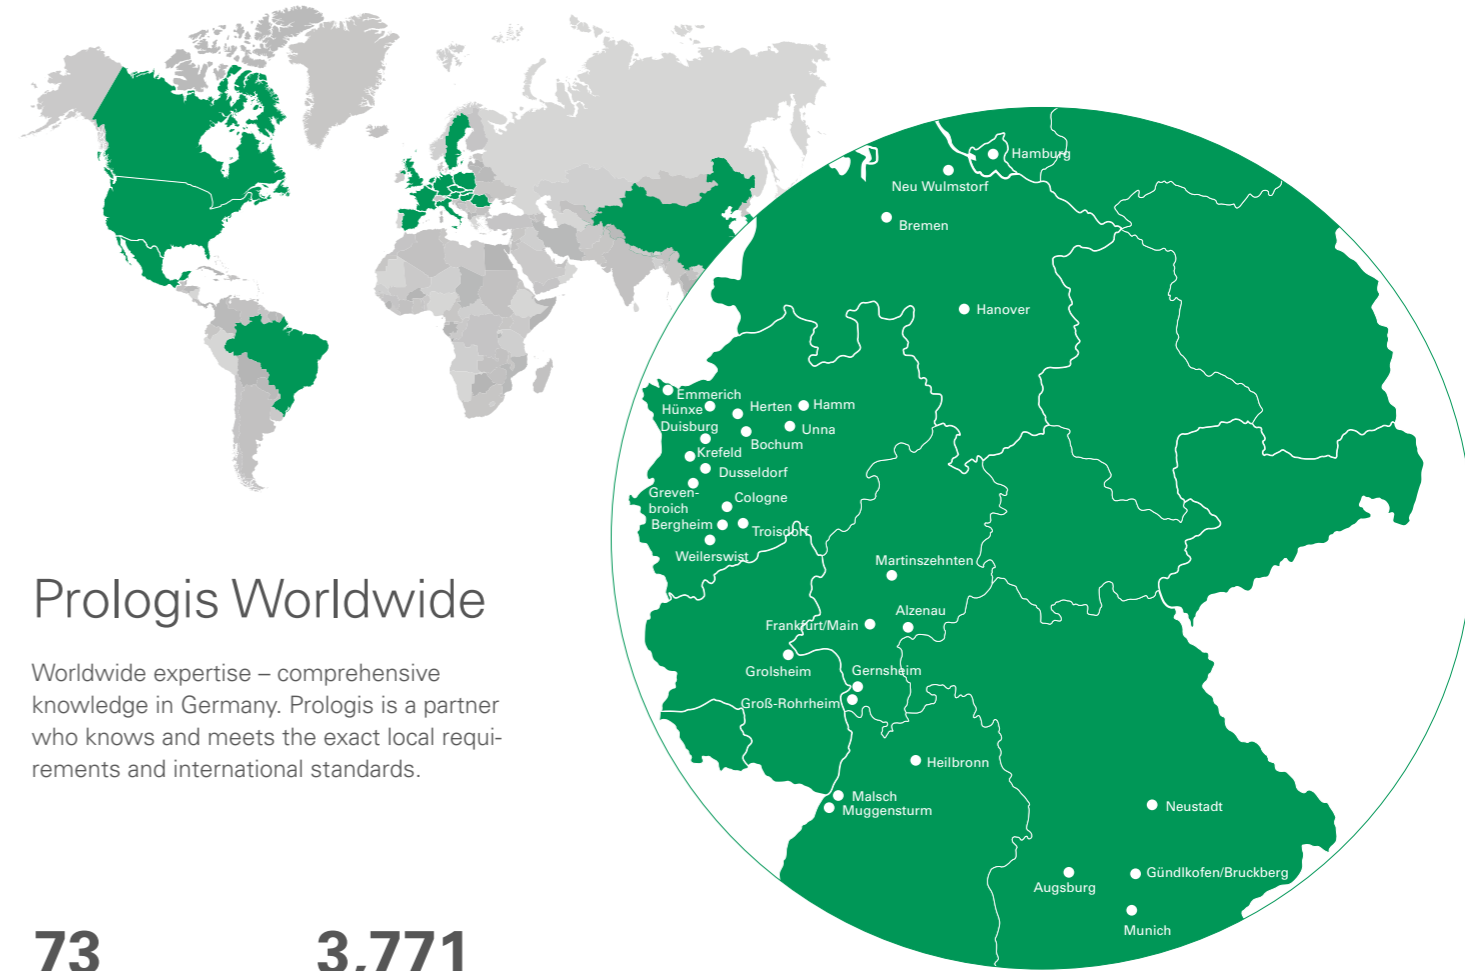 Hamburg
Neu Wulmstorf
Bremen
Hanover
Emmerich
Hünxe
Herten
Hamm
Duisburg
Unna
Bochum
Krefeld
Dusseldorf
Greven-
broich
Cologne
Bergheim
Troisdorf
Weilerswist
Martinszehnten
Alzenau
Frankfurt/Main
Grolsheim
Gernsheim
Groß-Rohrheim
Heilbronn
Malsch
Muggensturm
Neustadt
Gündlkofen/Bruckberg
Augsburg
Munich
Prologis Worldwide
Worldwide expertise – comprehensive
knowledge in Germany. Prologis is a partner
who knows and meets the exact local requi-
rements and international standards.
73
3,771